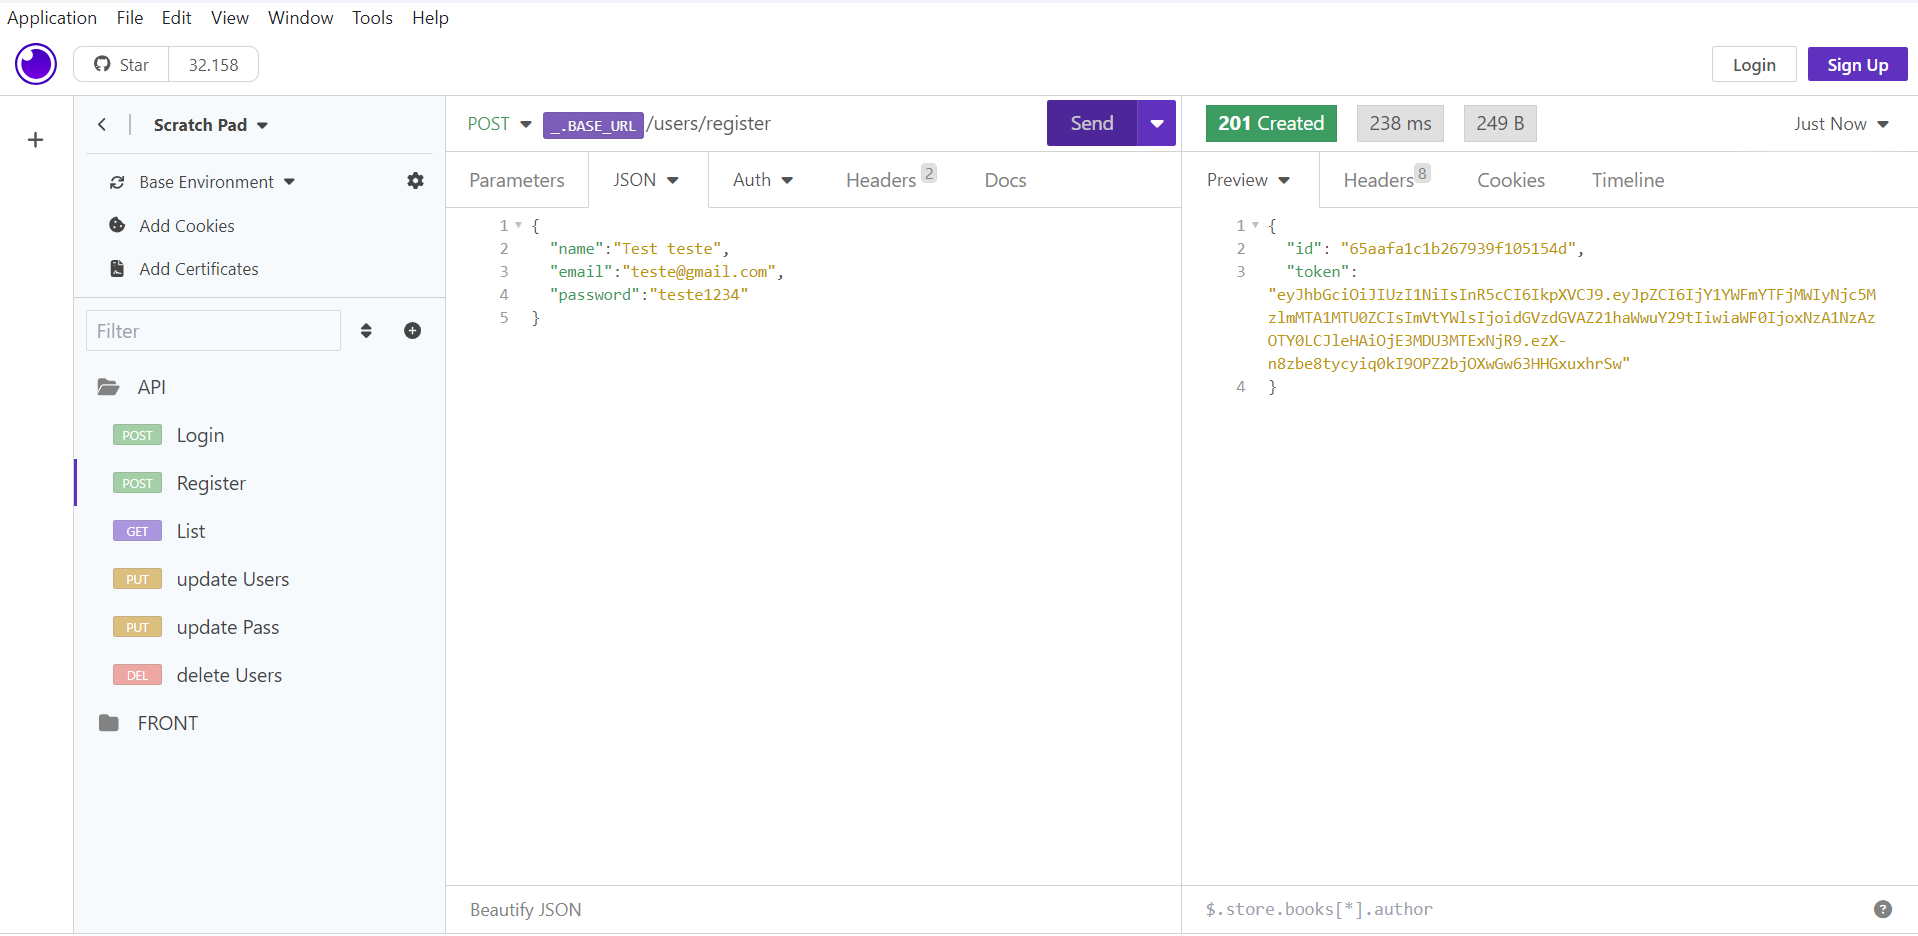 Application File Edit View Window Tools Help
Star 32.158
Login Sign Up
Scratch Pad
Base Environment
Add Cookies
Add Certificates
Filter
API
POST Login
POST Register
GET List
PUT update Users
PUT update Pass
DEL delete Users
FRONT
POST _.BASE_URL /users/register Send
Parameters JSON Auth Headers 2 Docs
1 {
2 "name":"Test teste",
3 "email":"teste@gmail.com",
4 "password":"teste1234"
5 }
Beautify JSON
201 Created 238 ms 249 B Just Now
Preview Headers 8 Cookies Timeline
1 {
2 "id": "65aafa1c1b267939f105154d",
3 "token":
"eyJhbGciOiJIUzI1NiIsInR5cCI6IkpXVCJ9.eyJpZCI6IjY1YWFmYTFjMWIyNjc5M
zlmMTA1MTU0ZCIsImVtYWlsIjoidGVzdGVAZ21haWwuY29tIiwiaWF0IjoxNzA1NzAz
OTY0LCJleHAiOjE3MDU3MTExNjR9.ezX-
n8zbe8tycyiq0kI9OPZ2bjOXwGw63HHGxuxhrSw"
4 }
$.store.books[*].author